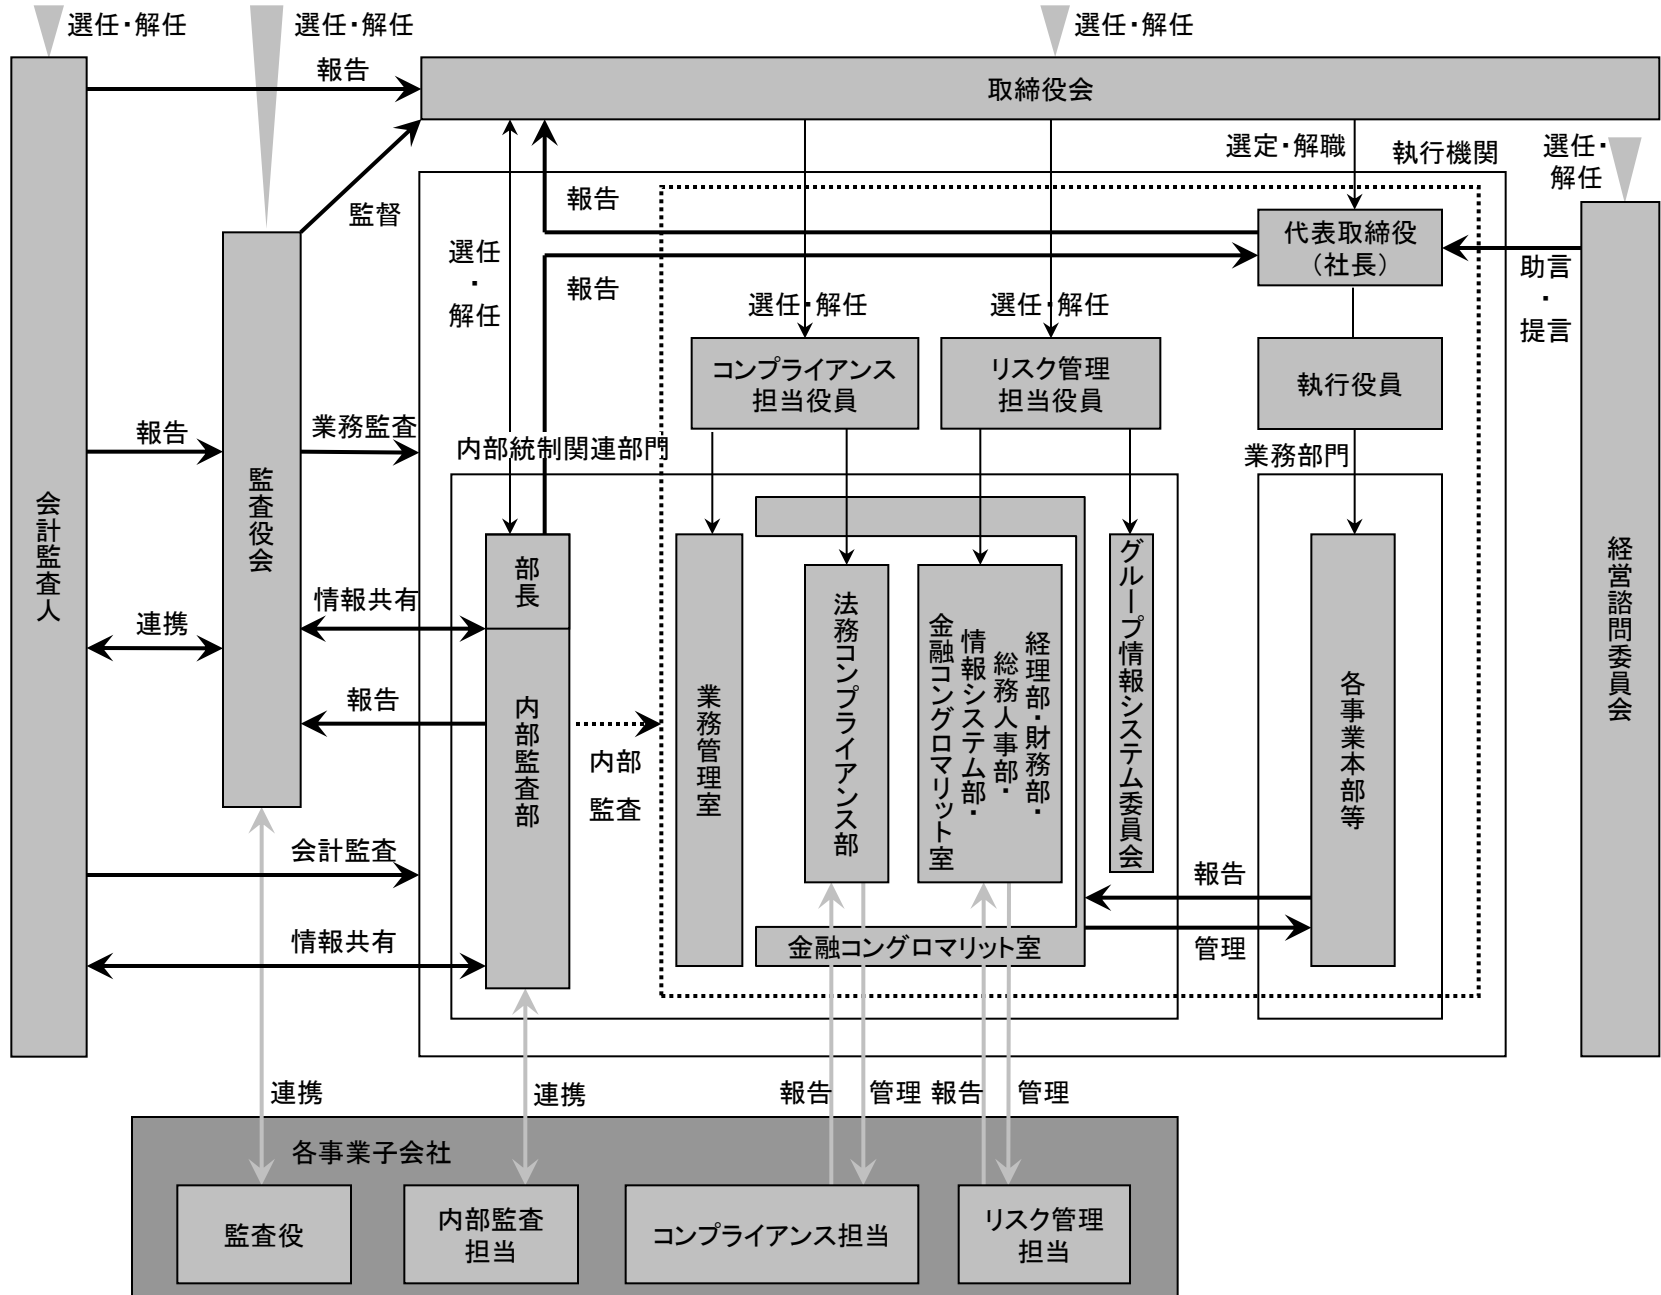 選任・解任
選任・解任
選任・解任
報告
取締役会
監督
選定・解職
執行機関
選任・
解任
報告
代表取締役
（社長）
選任
・
解任
報告
助言
・
提言
選任・解任
選任・解任
コンプライアンス
担当役員
リスク管理
担当役員
執行役員
報告
業務監査
内部統制関連部門
業務部門
会計監査人
監査役会
経営諮問委員会
部長
情報共有
連携
報告
内部監査部
内部
監査
業務管理室
法務コンプライアンス部
経理部・財務部・
総務人事部・
情報システム部・
金融コングロマリット室
グループ情報システム委員会
各事業本部等
会計監査
報告
情報共有
金融コングロマリット室
管理
連携
連携
報告
管理
報告
管理
各事業子会社
監査役
内部監査
担当
コンプライアンス担当
リスク管理
担当